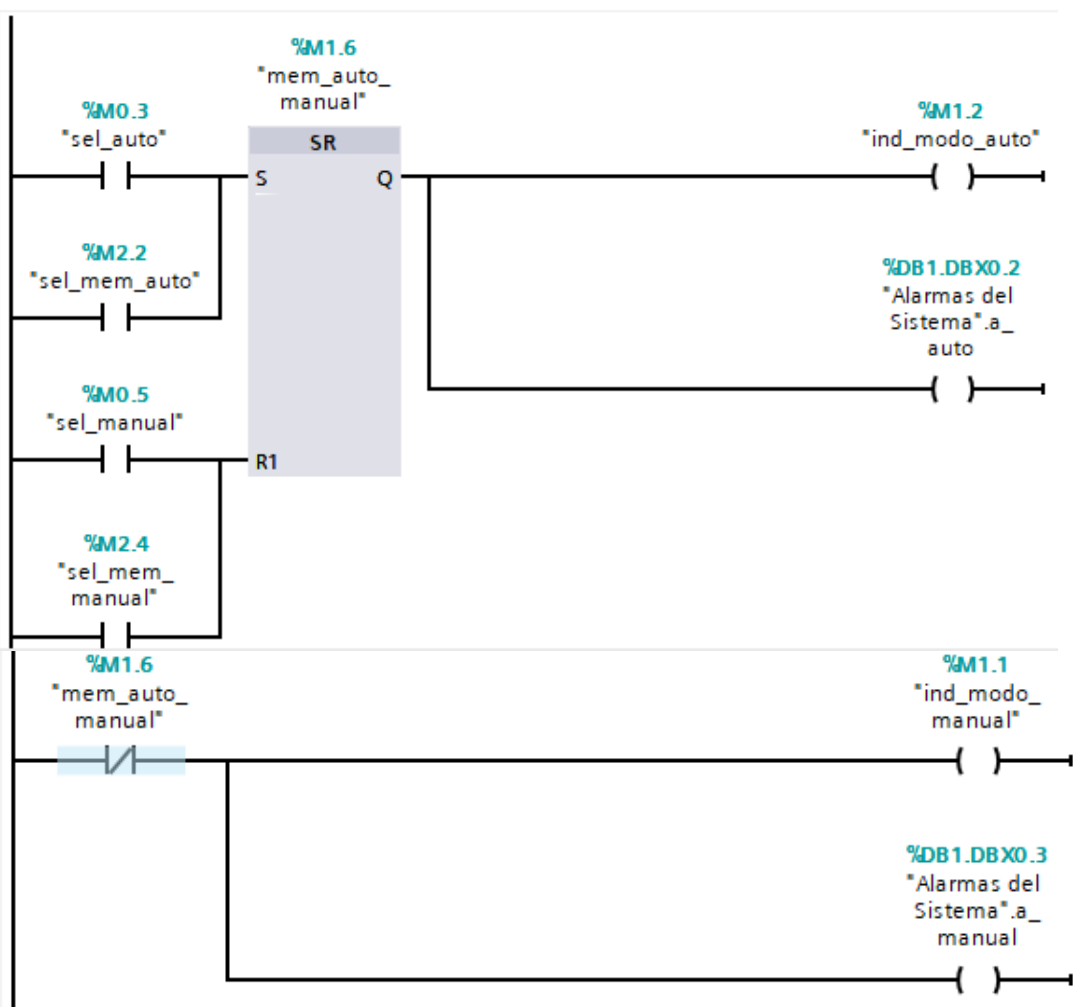 %M1.6
"mem_auto_
manual"
%M0.3
"sel_auto"
SR
%M1.2
"ind_modo_auto"
S
Q
%M2.2
"sel_mem_auto"
%DB1.DBX0.2
"Alarmas del
Sistema".a_
auto
%M0.5
"sel_manual"
R1
%M2.4
"sel_mem_
manual"
%M1.6
"mem_auto_
manual"
%M1.1
"ind_modo_
manual"
%DB1.DBX0.3
"Alarmas del
Sistema".a_
manual